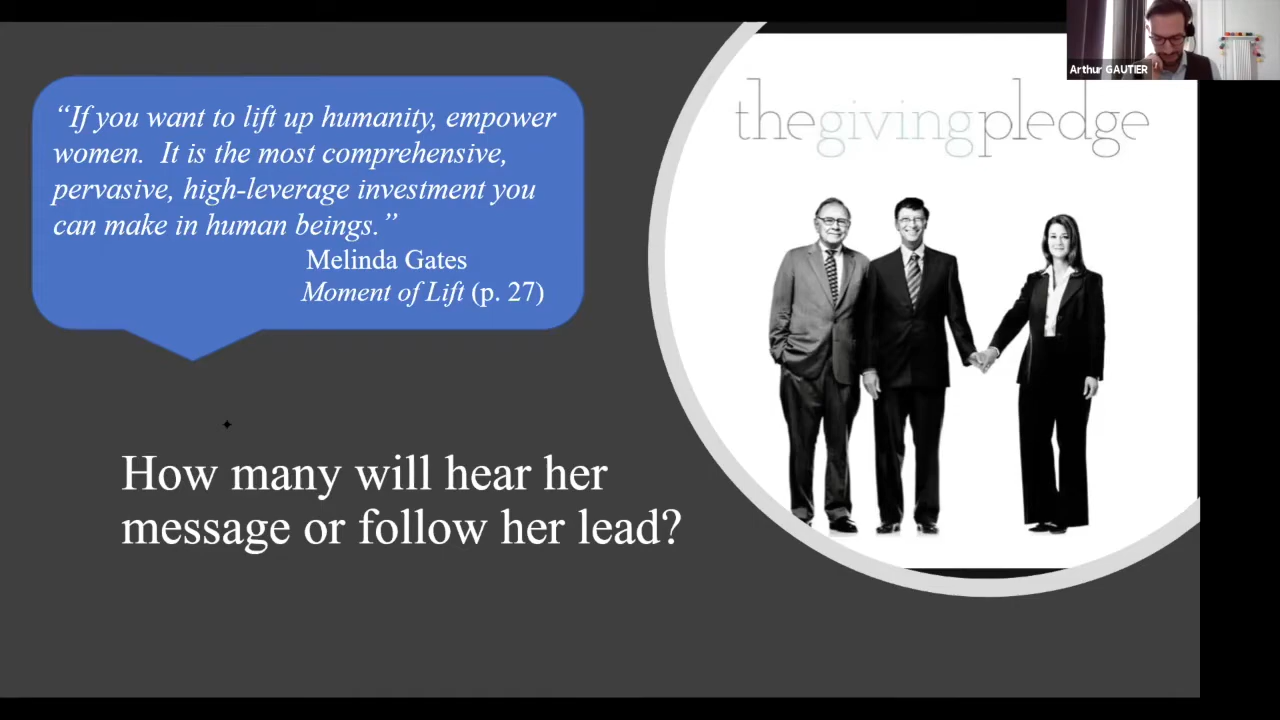 “If you want to lift up humanity, empower
women.  It is the most comprehensive,
pervasive, high-leverage investment you
can make in human beings.”
Melinda Gates
Moment of Lift (p. 27)
How many will hear her
message or follow her lead?
thegivingpledge
Arthur GAUTIER